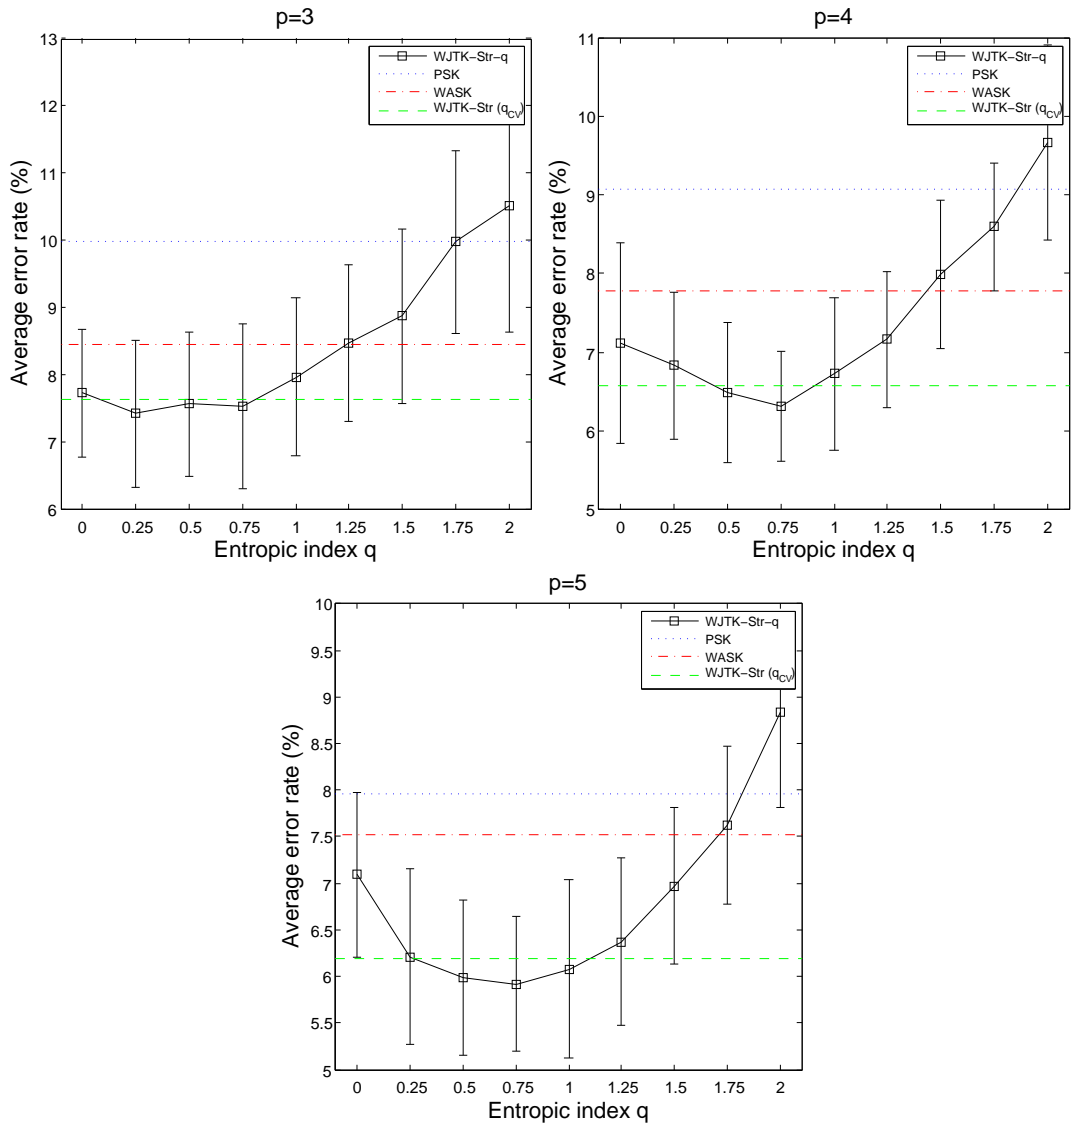 p=3
13
12
11
10
9
8
7
6
Average error rate (%)
WJTK−Str−q
PSK
WASK
WJTK−Str (qCV)
0 0.25 0.5 0.75 1 1.25 1.5 1.75 2
Entropic index q
p=4
11
10
9
8
7
6
5
Average error rate (%)
WJTK−Str−q
PSK
WASK
WJTK−Str (qCV)
0 0.25 0.5 0.75 1 1.25 1.5 1.75 2
Entropic index q
p=5
10
9.5
9
8.5
8
7.5
7
6.5
6
5.5
5
Average error rate (%)
WJTK−Str−q
PSK
WASK
WJTK−Str (qCV)
0 0.25 0.5 0.75 1 1.25 1.5 1.75 2
Entropic index q